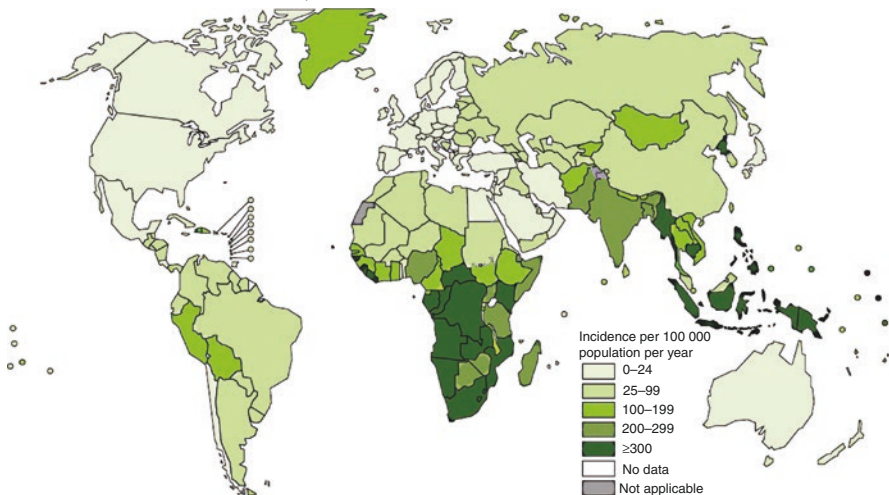 Incidence per 100 000
population per year
0–24
25–99
100–199
200–299
≥300
No data
Not applicable